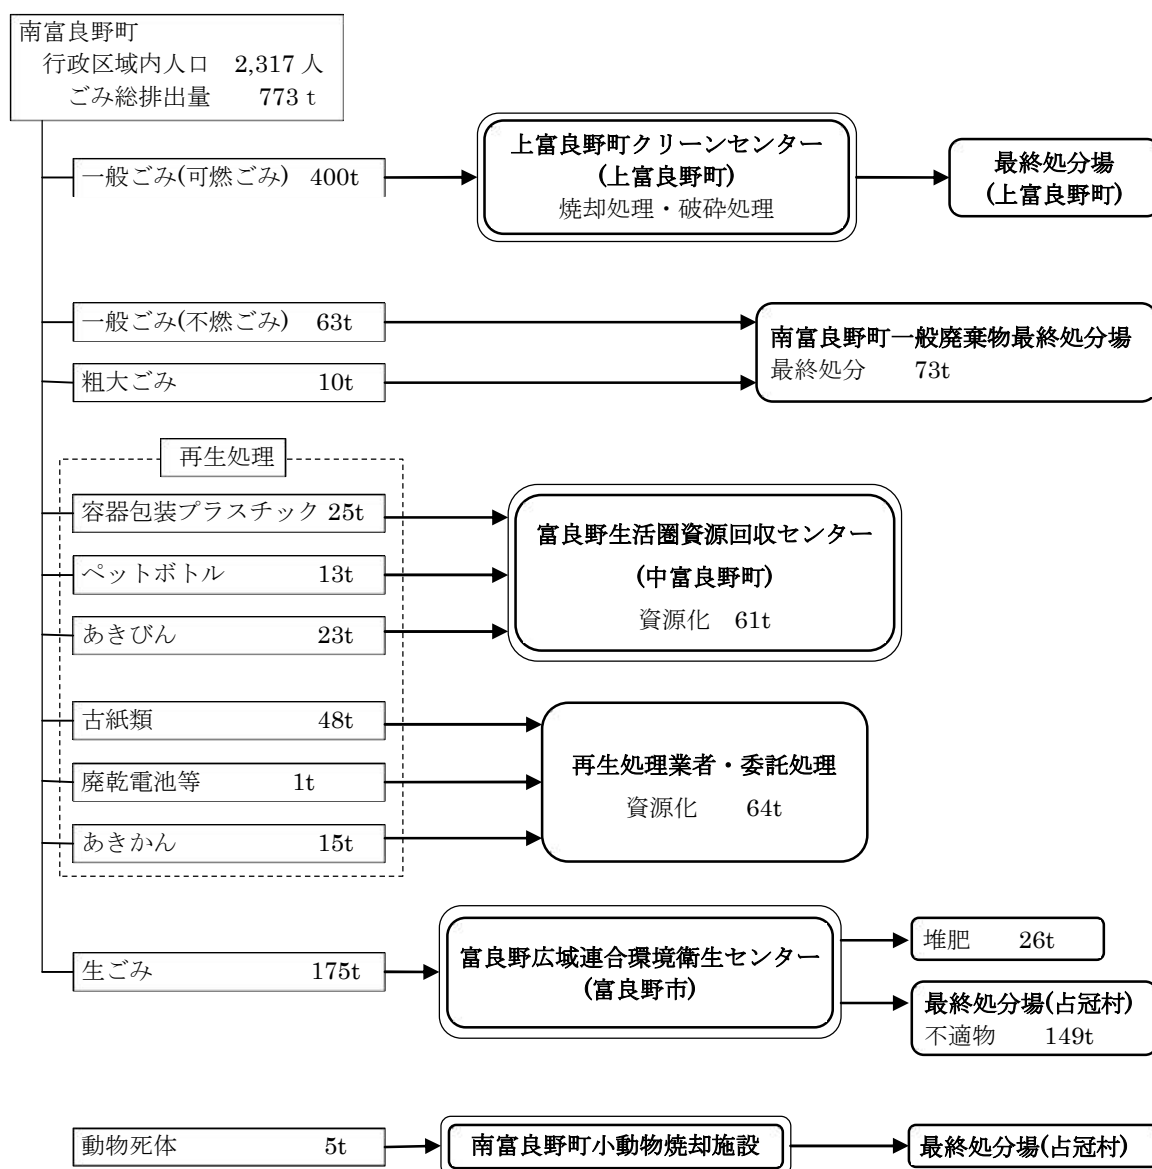 南富良野町
行政区域内人口 2,317 人
ごみ総排出量 773 t
一般ごみ(可燃ごみ) 400t
上富良野町クリーンセンター
(上富良野町)
焼却処理・破砕処理
最終処分場
(上富良野町)
一般ごみ(不燃ごみ) 63t
粗大ごみ 10t
南富良野町一般廃棄物最終処分場
最終処分 73t
再生処理
容器包装プラスチック 25t
ペットボトル 13t
あきびん 23t
富良野生活圏資源回収センター
(中富良野町)
資源化 61t
古紙類 48t
廃乾電池等 1t
あきかん 15t
再生処理業者・委託処理
資源化 64t
生ごみ 175t
富良野広域連合環境衛生センター
(富良野市)
堆肥 26t
最終処分場(占冠村)
不適物 149t
動物死体 5t
南富良野町小動物焼却施設
最終処分場(占冠村)